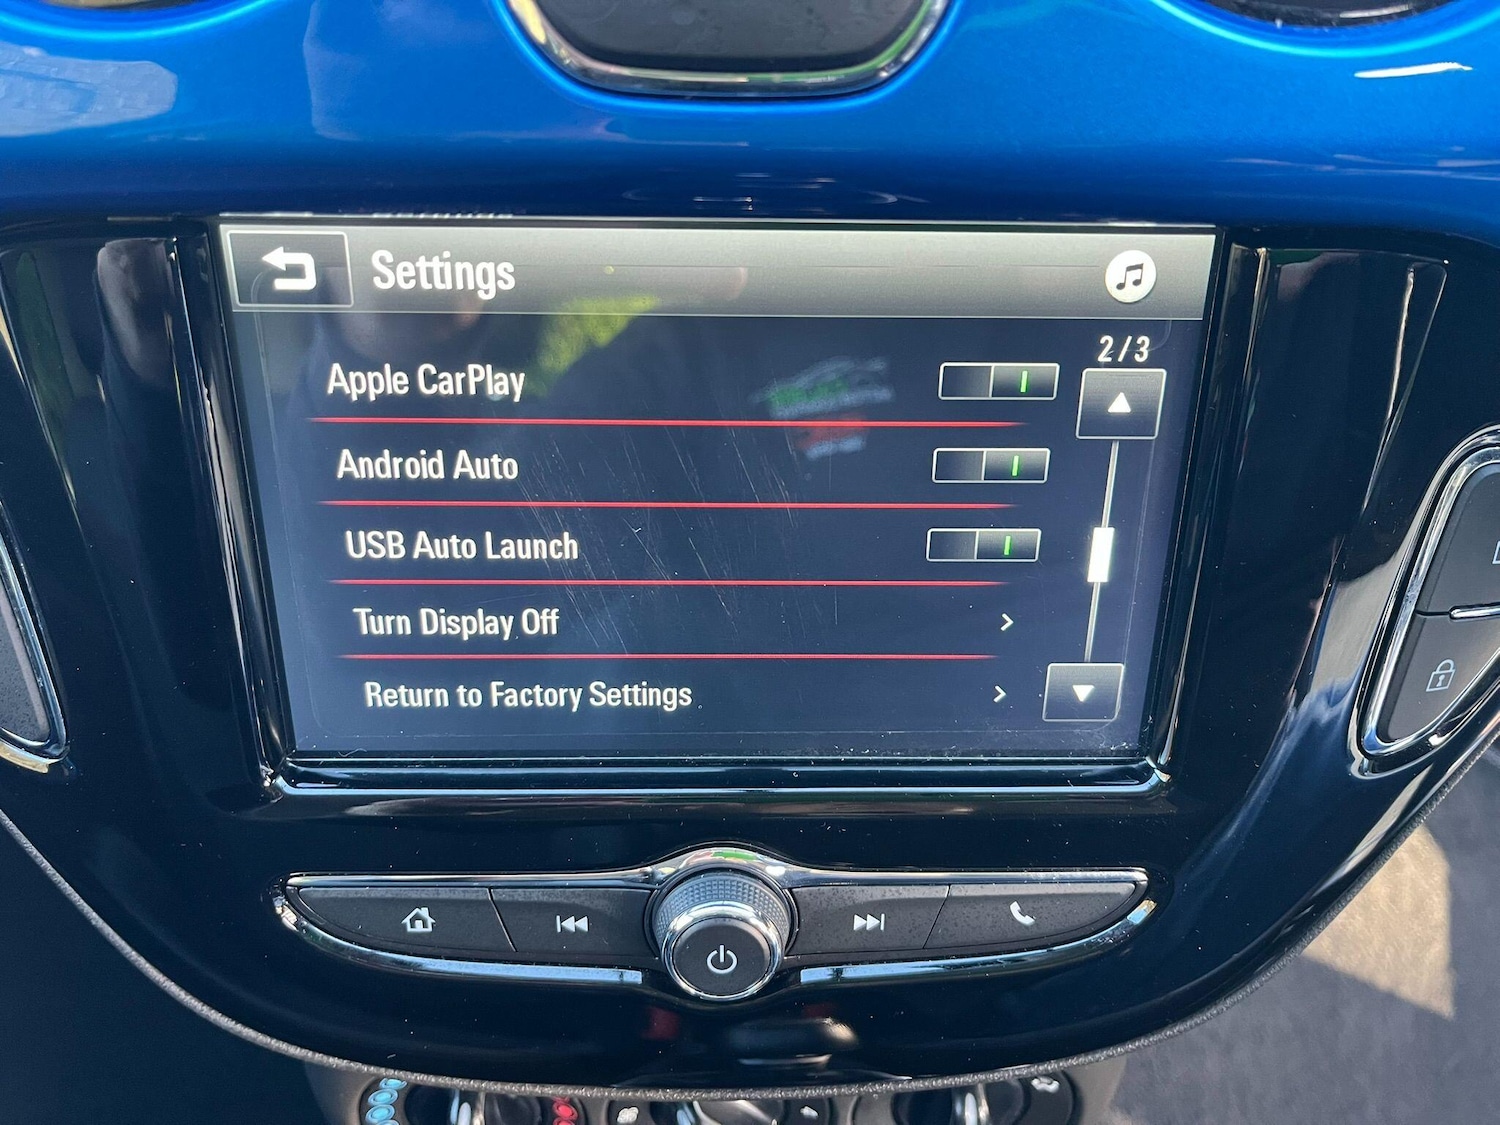 Settings
2/3
Apple CarPlay
Android Auto
USB Auto Launch
Turn Display Off
Return to Factory Settings